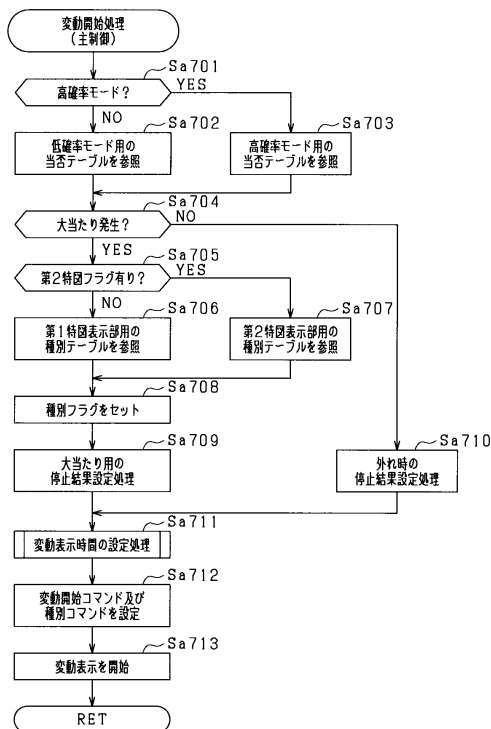 変動開始処理
(主制御)
Sa701
高確率モード?
YES
NO
Sa702
Sa703
低確率モード用の
当否テーブルを参照
高確率モード用の
当否テーブルを参照
Sa704
大当たり発生?
NO
YES
Sa705
第2特図フラグ有り?
YES
NO
Sa706
Sa707
第1特図表示部用の
種別テーブルを参照
第2特図表示部用の
種別テーブルを参照
Sa708
種別フラグをセット
Sa709
Sa710
大当たり用の
停止結果設定処理
外れ時の
停止結果設定処理
Sa711
変動表示時間の設定処理
Sa712
変動開始コマンド及び
種別コマンドを設定
Sa713
変動表示を開始
RET